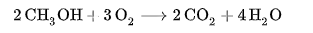 2 CH₃OH + 3 O₂ ⟶ 2 CO₂ + 4 H₂O